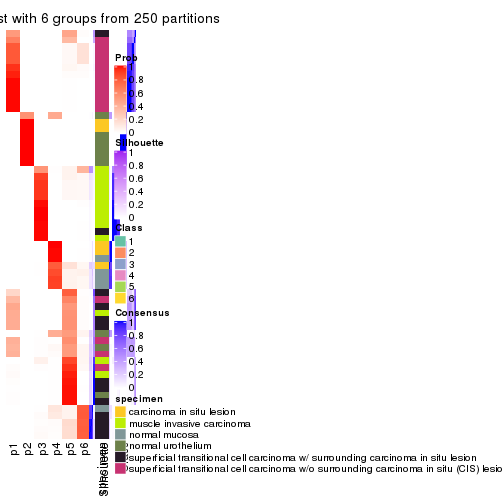 st with 6 groups from 250 partitions
Prob
1
0.8
0.6
0.4
0.2
0
Silhouette
1
0.8
0.6
0.4
0.2
0
Class
1
2
3
4
5
6
Consensus
1
0.8
0.6
0.4
0.2
0
specimen
carcinoma in situ lesion
muscle invasive carcinoma
normal mucosa
normal urothelium
superficial transitional cell carcinoma w/ surrounding carcinoma in situ lesion
superficial transitional cell carcinoma w/o surrounding carcinoma in situ (CIS) lesio
p1
p2
p3
p4
p5
p6